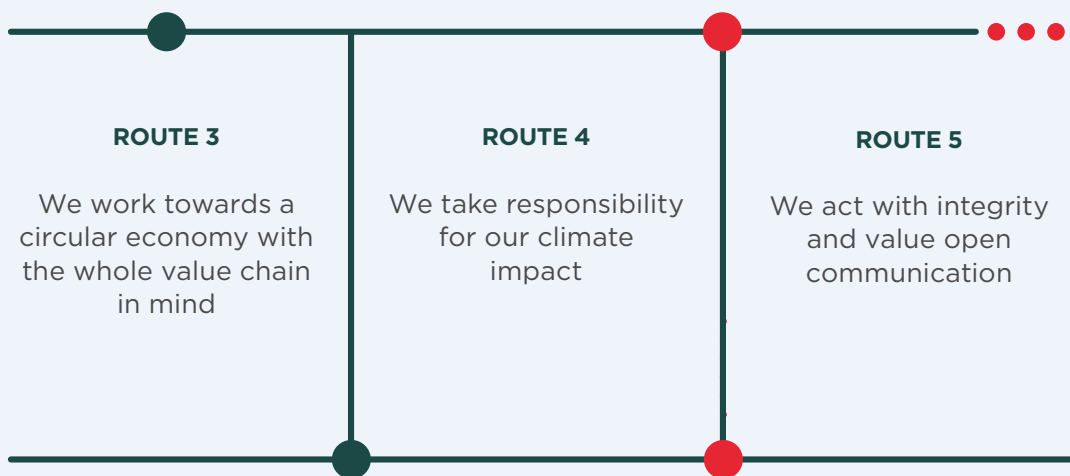 ROUTE 3
We work towards a
circular economy with
the whole value chain
in mind
ROUTE 4
We take responsibility
for our climate
impact
ROUTE 5
We act with integrity
and value open
communication